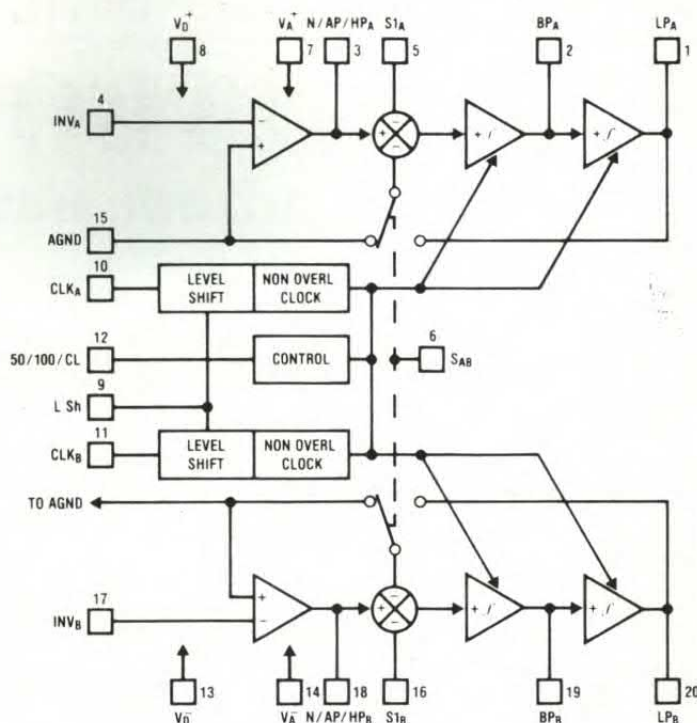 V_D^+ V_A^+ N/AP/HP_A S1_A BP_A LP_A
8 7 3 5 2 1
4
INV_A
− +
+ − −
+ ∫ + ∫
15
AGND
10
CLK_A LEVEL SHIFT NON OVERL CLOCK
12 6
50/100/CL CONTROL S_AB
9
L Sh
11
CLK_B LEVEL SHIFT NON OVERL CLOCK
TO AGND
17
INV_B
+ −
+ − −
+ ∫ + ∫
13 14 18 16 19 20
V_D^- V_A^- N/AP/HP_B S1_B BP_B LP_B